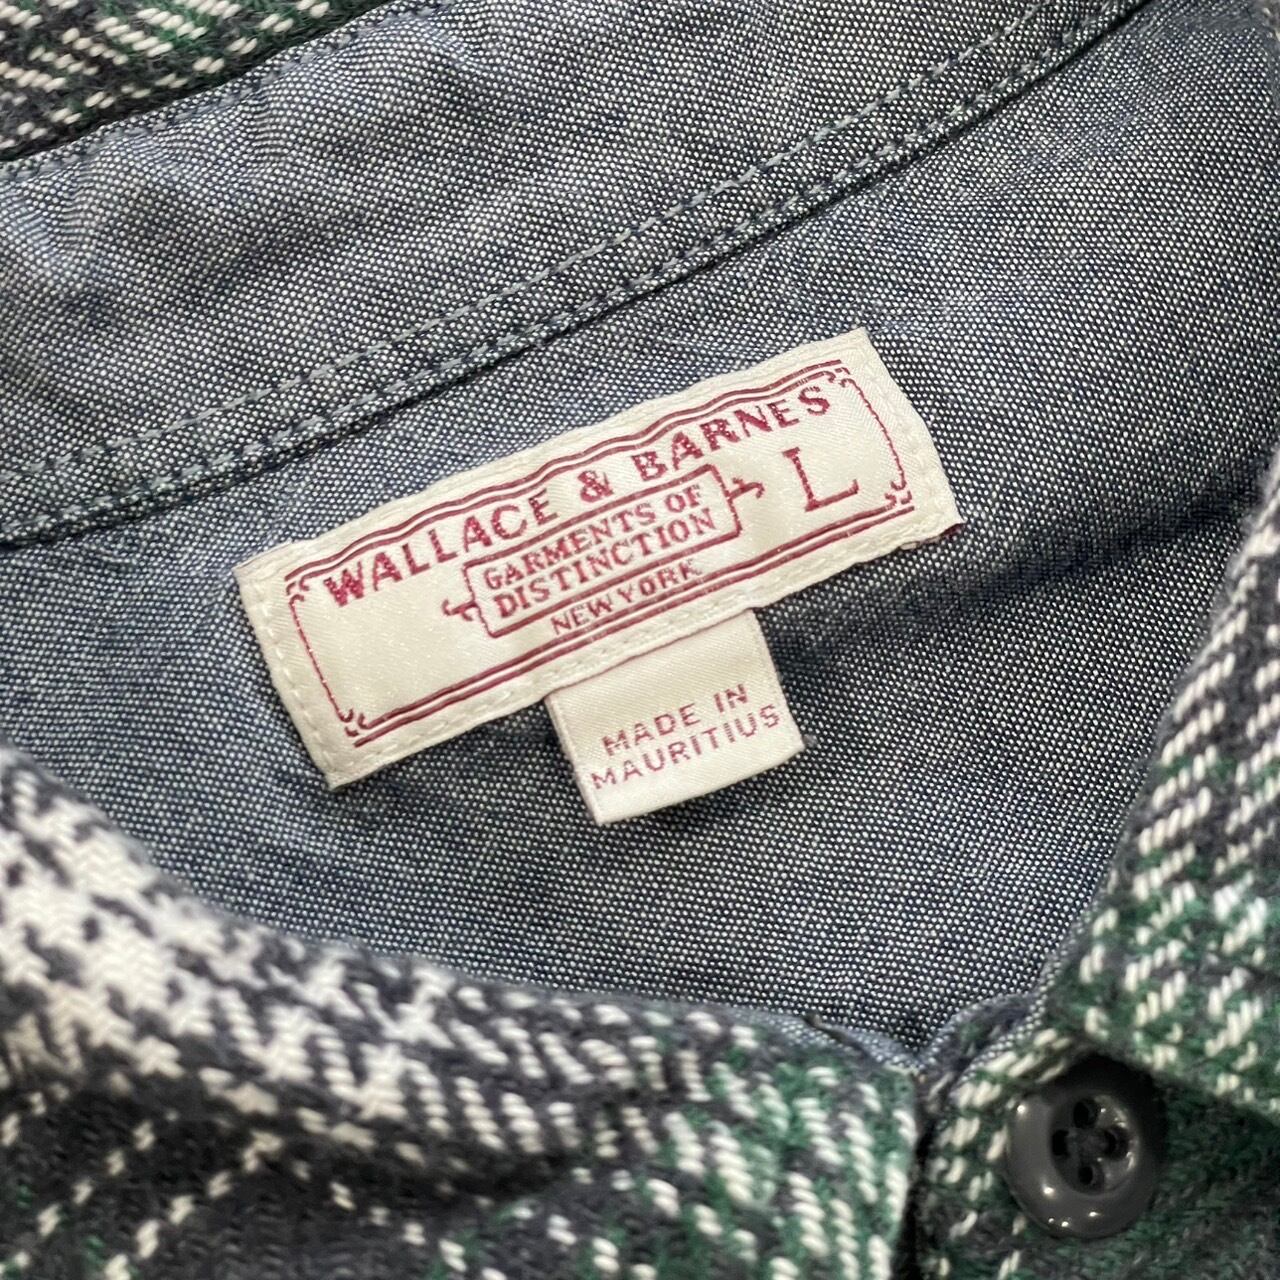 WALLACE & BARNES
L
GARMENTS OF
DISTINCTION
NEW YORK
MADE IN
MAURITIUS